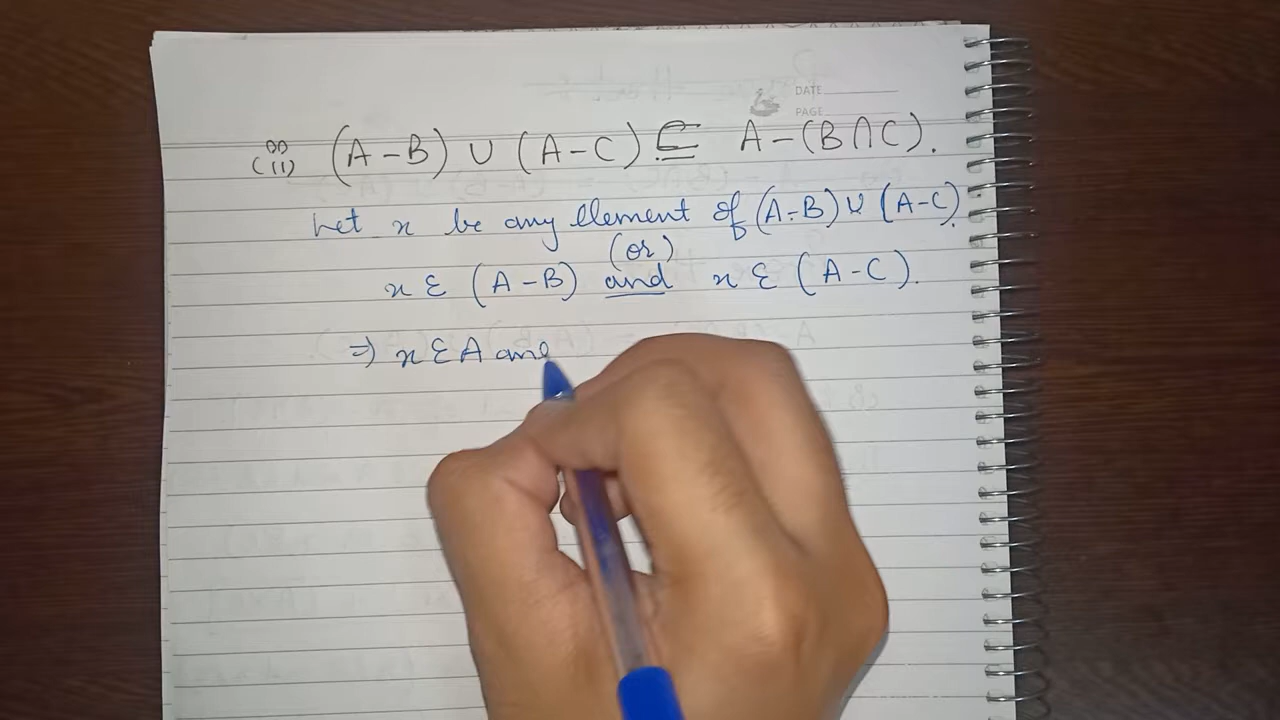 DATE
PAGE
(ii) (A-B) ∪ (A-C) ⊆ A-(B∩C).
Let x be any Element of (A-B) ∪ (A-C).
(or)
x ∈ (A-B) and x ∈ (A-C).
⇒ x ∈ A and